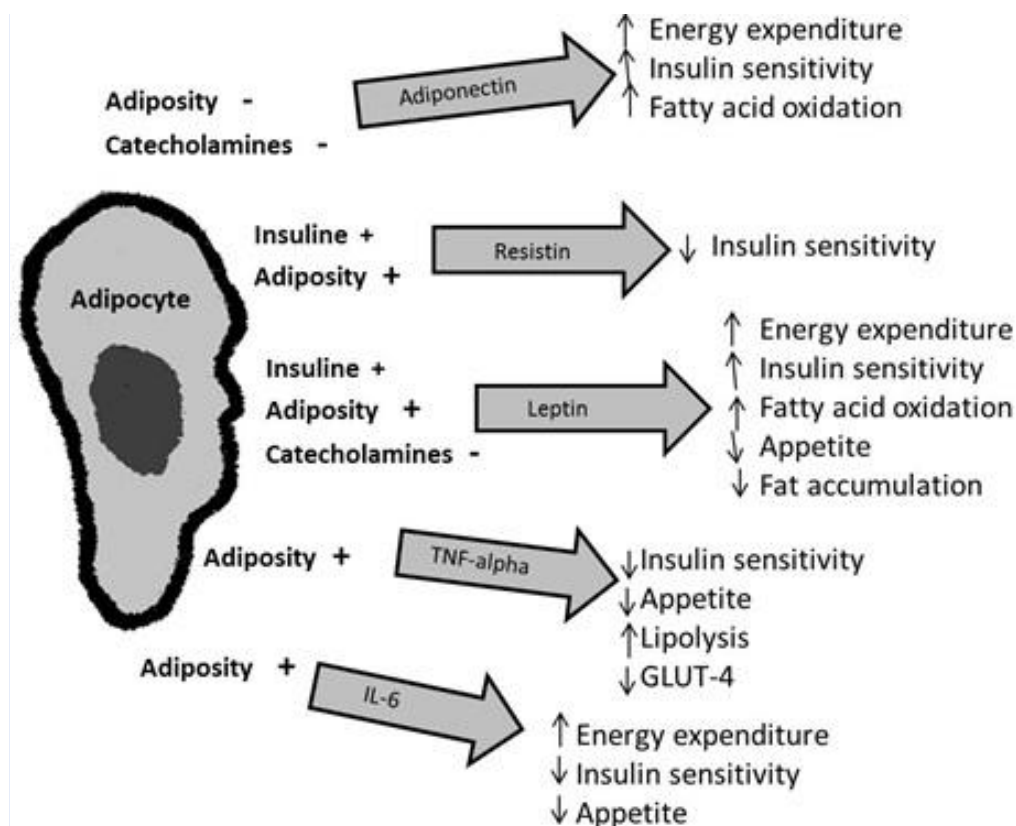 ↑ Energy expenditure
Adiposity - Adiponectin ↑ Insulin sensitivity
Catecholamines - ↑ Fatty acid oxidation
Adipocyte
Insuline +
Adiposity +
Resistin
↓ Insulin sensitivity
Insuline +
Adiposity +
Catecholamines -
Leptin
↑ Energy expenditure
↑ Insulin sensitivity
↑ Fatty acid oxidation
↓ Appetite
↓ Fat accumulation
Adiposity +
TNF-alpha
↓ Insulin sensitivity
↓ Appetite
↑ Lipolysis
↓ GLUT-4
Adiposity +
IL-6
↑ Energy expenditure
↓ Insulin sensitivity
↓ Appetite